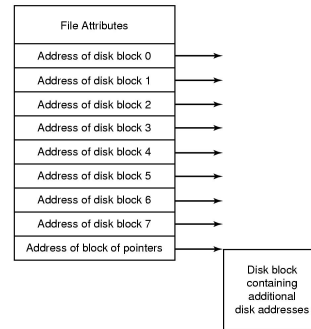 File Attributes
Address of disk block 0
Address of disk block 1
Address of disk block 2
Address of disk block 3
Address of disk block 4
Address of disk block 5
Address of disk block 6
Address of disk block 7
Address of block of pointers
Disk block
containing
additional
disk addresses